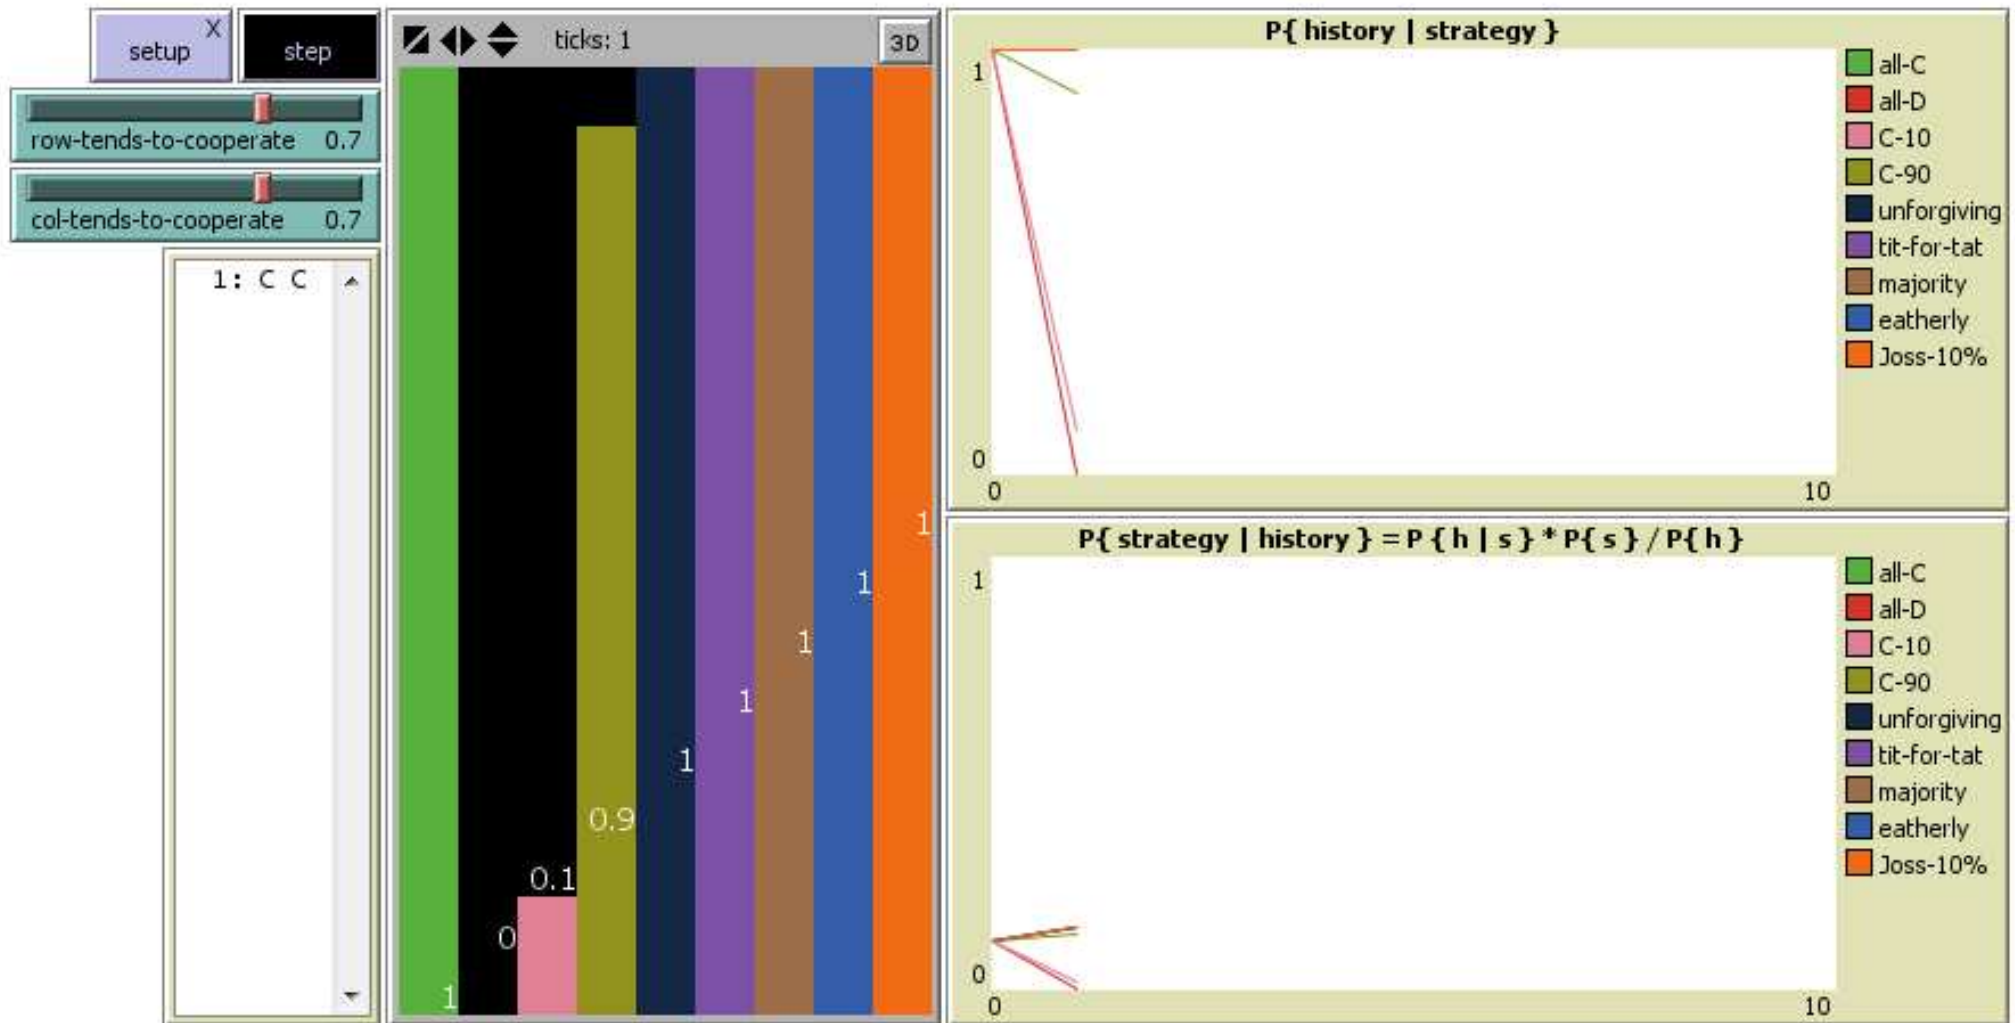 setup X
step
row-tends-to-cooperate 0.7
col-tends-to-cooperate 0.7
1: C C
ticks: 1
3D
1
0
0.1
0.9
1
1
1
1
1
P{ history | strategy }
1
0
0
10
all-C
all-D
C-10
C-90
unforgiving
tit-for-tat
majority
eatherly
Joss-10%
P{ strategy | history } = P { h | s } * P{ s } / P{ h }
1
0
0
10
all-C
all-D
C-10
C-90
unforgiving
tit-for-tat
majority
eatherly
Joss-10%